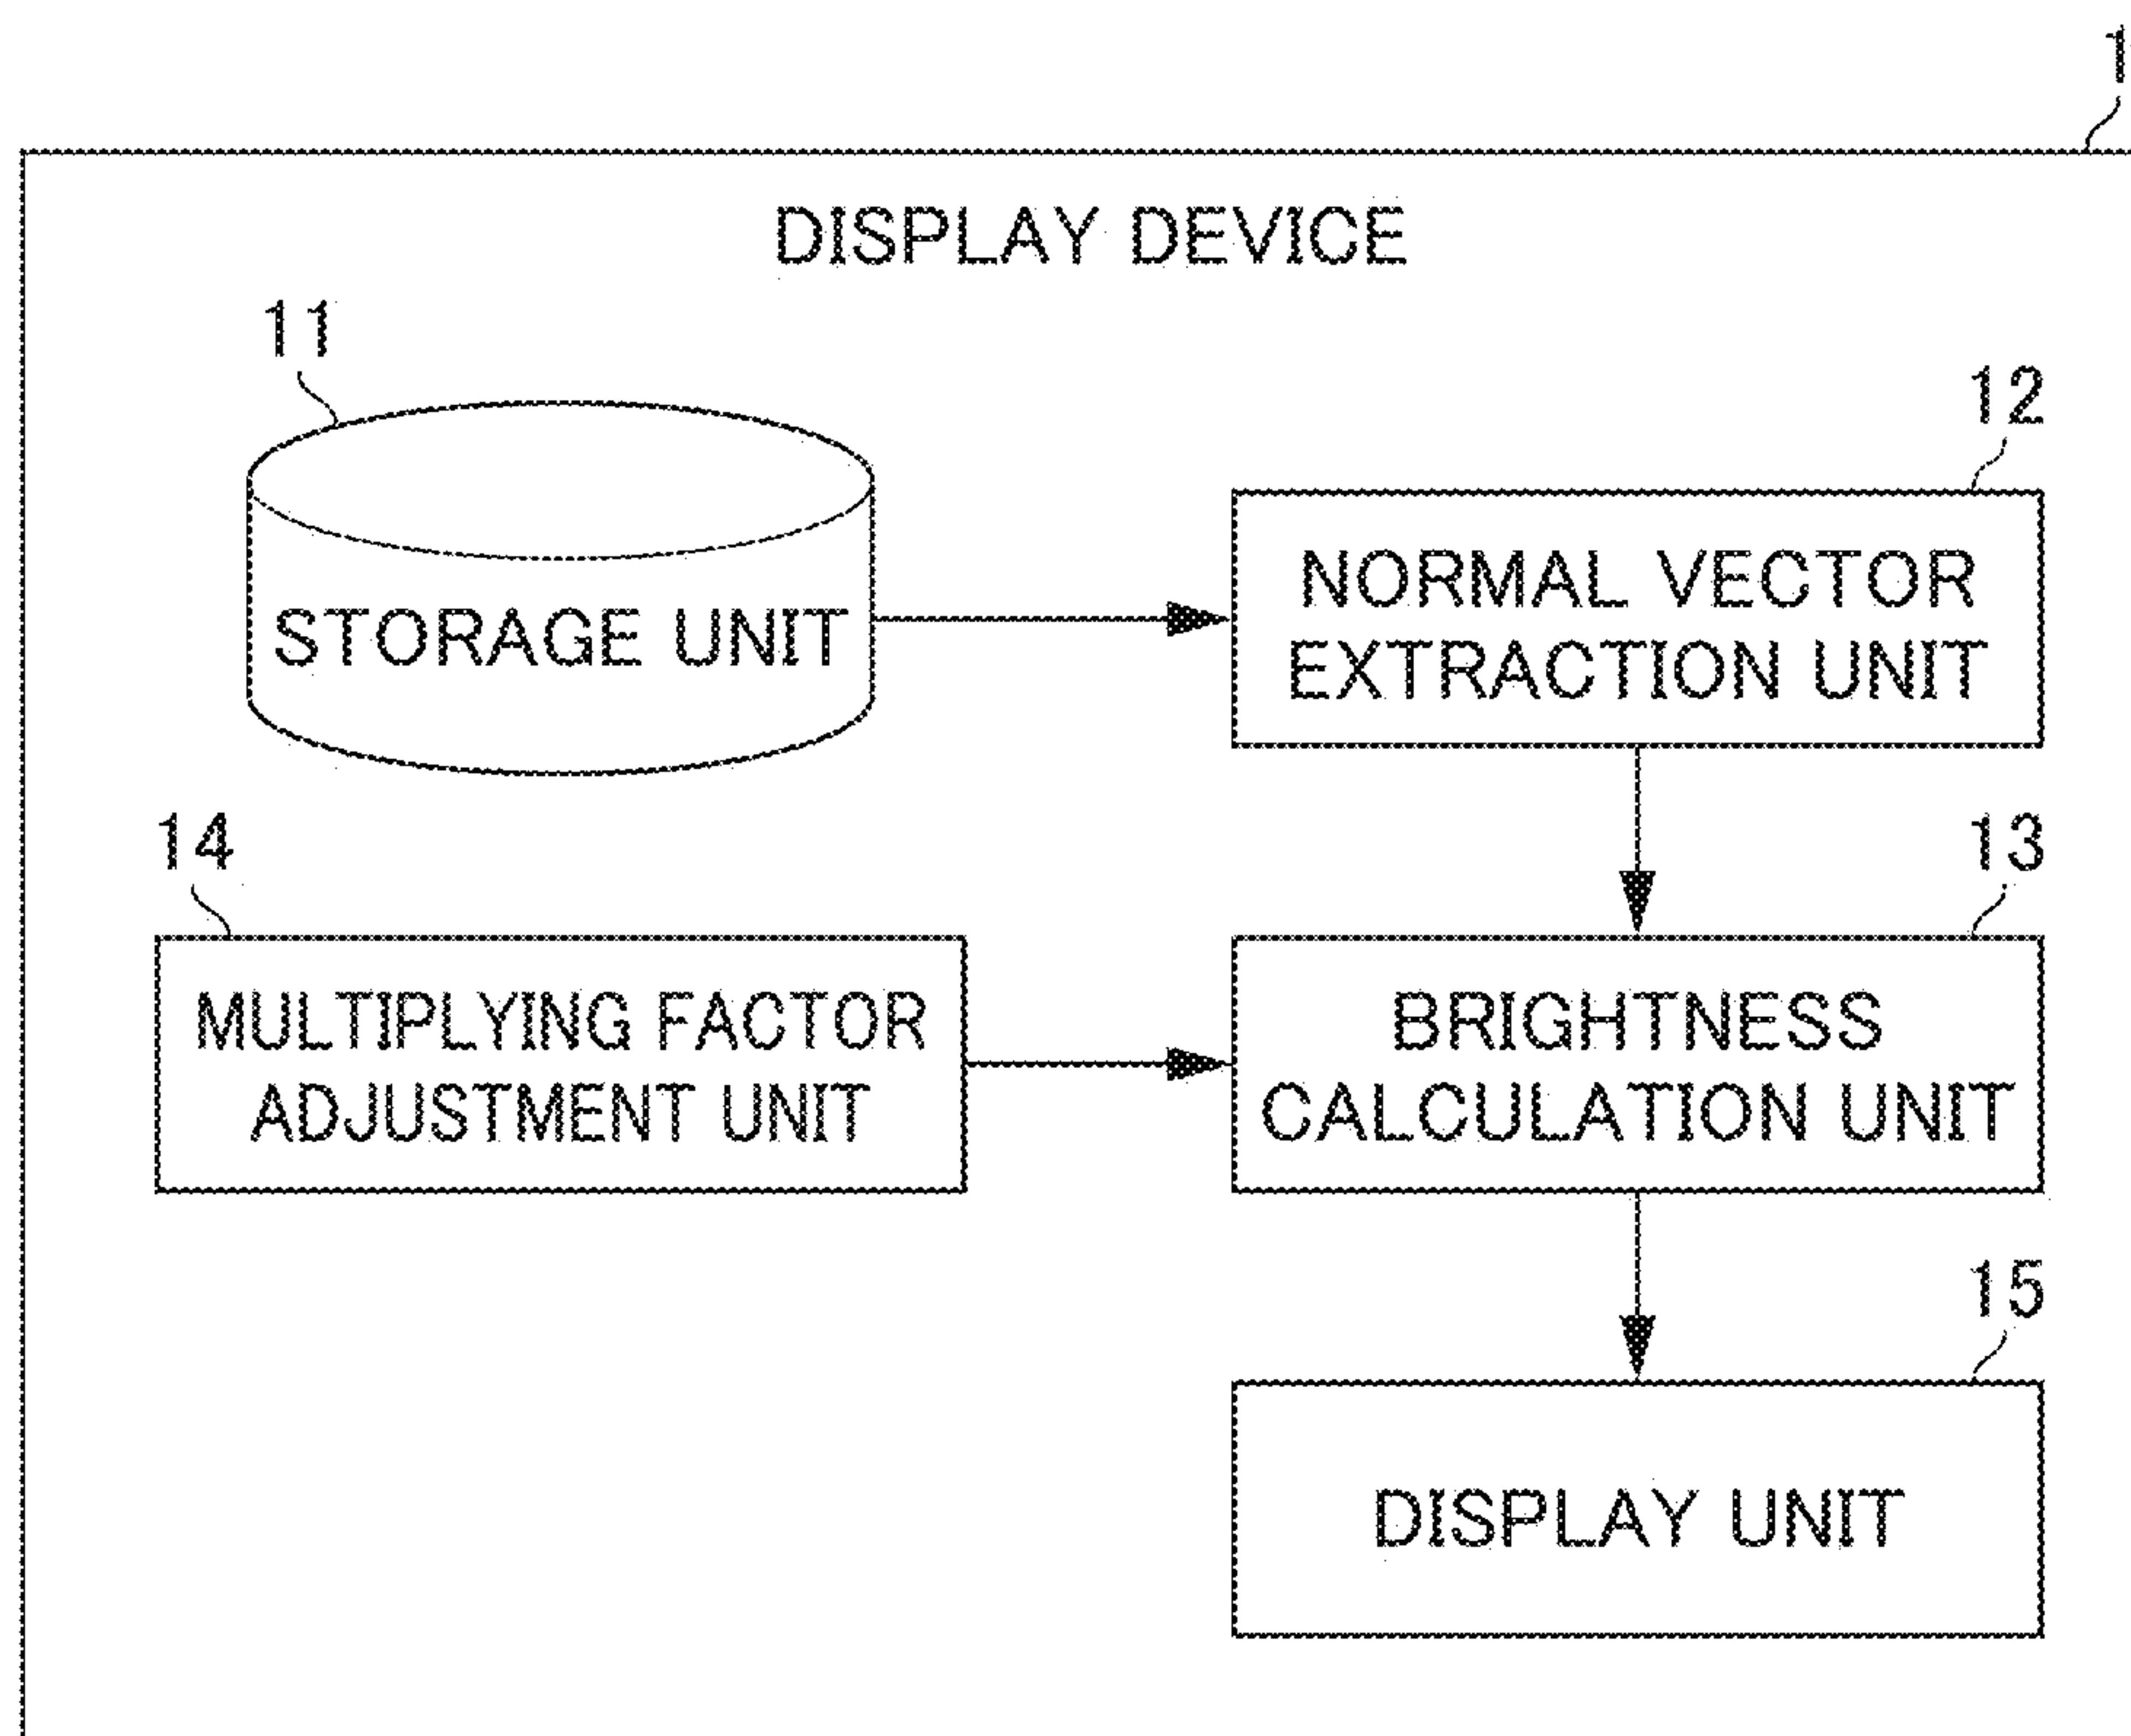 1
DISPLAY DEVICE
11
12
STORAGE UNIT
NORMAL VECTOR
EXTRACTION UNIT
14
13
MULTIPLYING FACTOR
ADJUSTMENT UNIT
BRIGHTNESS
CALCULATION UNIT
15
DISPLAY UNIT